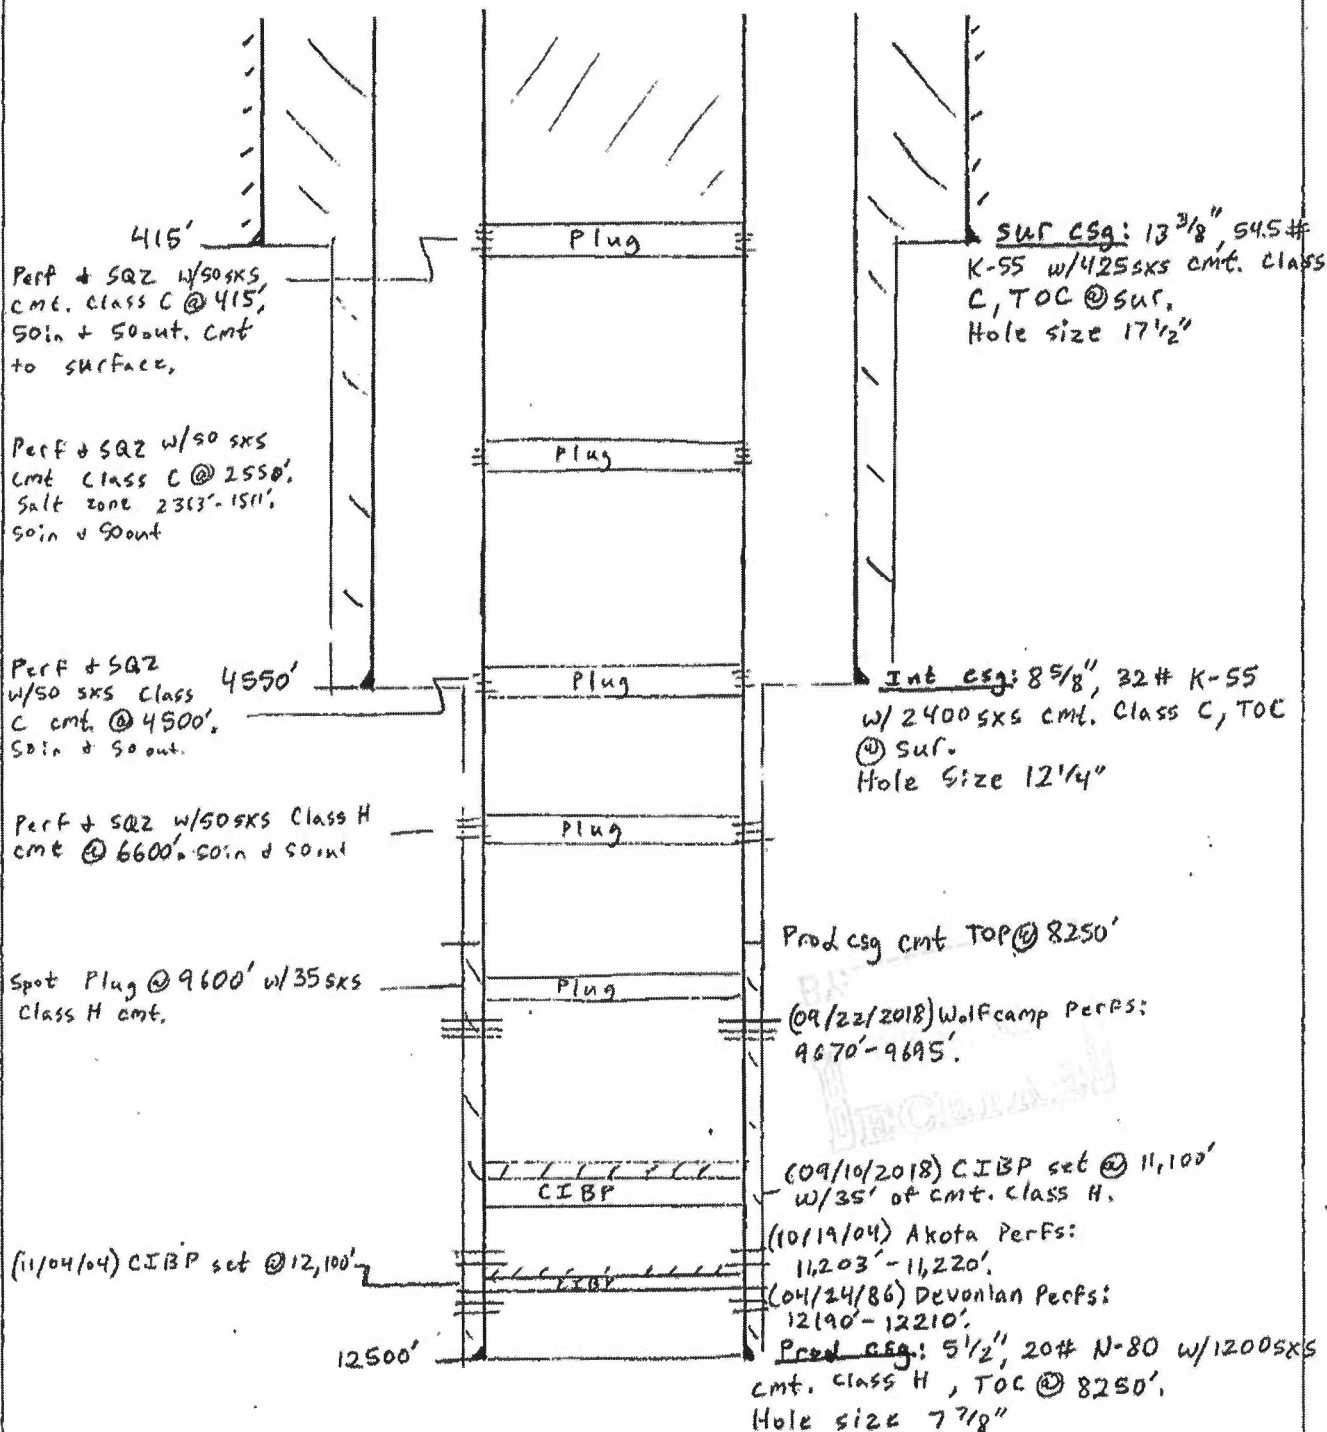 415'
Perf & SQZ w/50 sxs
cmt. class C @ 415',
50in & 50out. Cmt
to surface,
Plug
sur csg: 13 3/8", 54.5#
K-55 w/425sxs cmt. Class
C, TOC @ sur.
Hole size 17 1/2"
Perf & SQZ w/50 sxs
cmt class C @ 2550'.
Salt zone 2313'-1511'.
50in & 50out
Plug
Perf & SQZ
w/50 sxs Class
C cmt. @ 4500'.
50in & 50out.
4550'
Plug
Int csg: 8 5/8", 32# K-55
w/ 2400 sxs cmt. Class C, TOC
@ sur.
Hole Size 12 1/4"
Perf & SQZ w/50 sxs Class H
cmt @ 6600'. 50in & 50out
Plug
Prod csg cmt TOP @ 8250'
Spot Plug @ 9600' w/35sxs
Class H cmt.
Plug
BY:
(09/22/2018) Wolfcamp Perfs:
9670'-9695'.
(09/10/2018) CIBP set @ 11,100'
w/35' of cmt. Class H.
CIBP
(10/19/04) Akota Perfs:
11,203'-11,220'.
(11/04/04) CIBP set @ 12,100'
CIBP
(04/24/86) Devonian Perfs:
12190'-12210'.
12500'
Prod csg: 5 1/2", 20# N-80 w/1200sxs
cmt. class H, TOC @ 8250'.
Hole size 7 7/8"